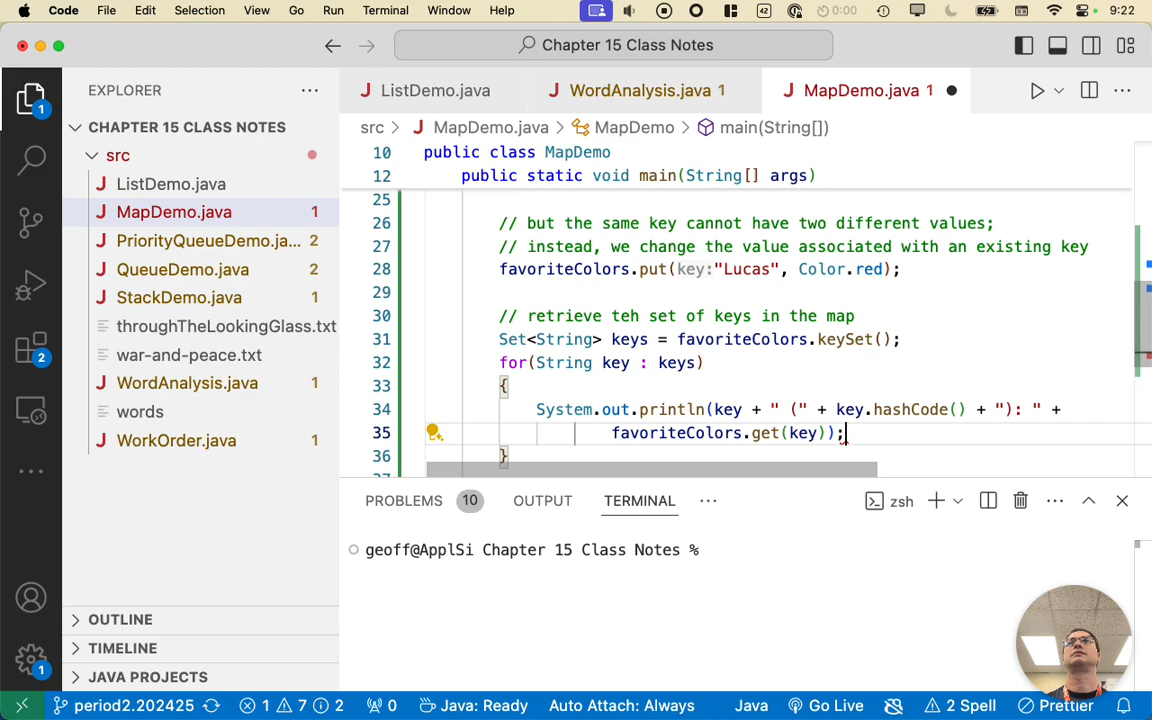 Code File Edit Selection View Go Run Terminal Window Help 42 0:00 9:22
Chapter 15 Class Notes
EXPLORER
ListDemo.java WordAnalysis.java 1 MapDemo.java 1
CHAPTER 15 CLASS NOTES
src
ListDemo.java
MapDemo.java 1
PriorityQueueDemo.ja... 2
QueueDemo.java 2
StackDemo.java 1
throughTheLookingGlass.txt
war-and-peace.txt
WordAnalysis.java 1
words
WorkOrder.java 1
OUTLINE
TIMELINE
JAVA PROJECTS
1
2
1
src > MapDemo.java > MapDemo > main(String[])
10 public class MapDemo
12 public static void main(String[] args)
25
26 // but the same key cannot have two different values;
27 // instead, we change the value associated with an existing key
28 favoriteColors.put(key:"Lucas", Color.red);
29
30 // retrieve teh set of keys in the map
31 Set<String> keys = favoriteColors.keySet();
32 for(String key : keys)
33 {
34 System.out.println(key + " (" + key.hashCode() + "): " +
35 favoriteColors.get(key));
36 }
PROBLEMS 10 OUTPUT TERMINAL zsh
geoff@ApplSi Chapter 15 Class Notes %
period2.202425 1 7 2 0 Java: Ready Auto Attach: Always Java Go Live 2 Spell Prettier